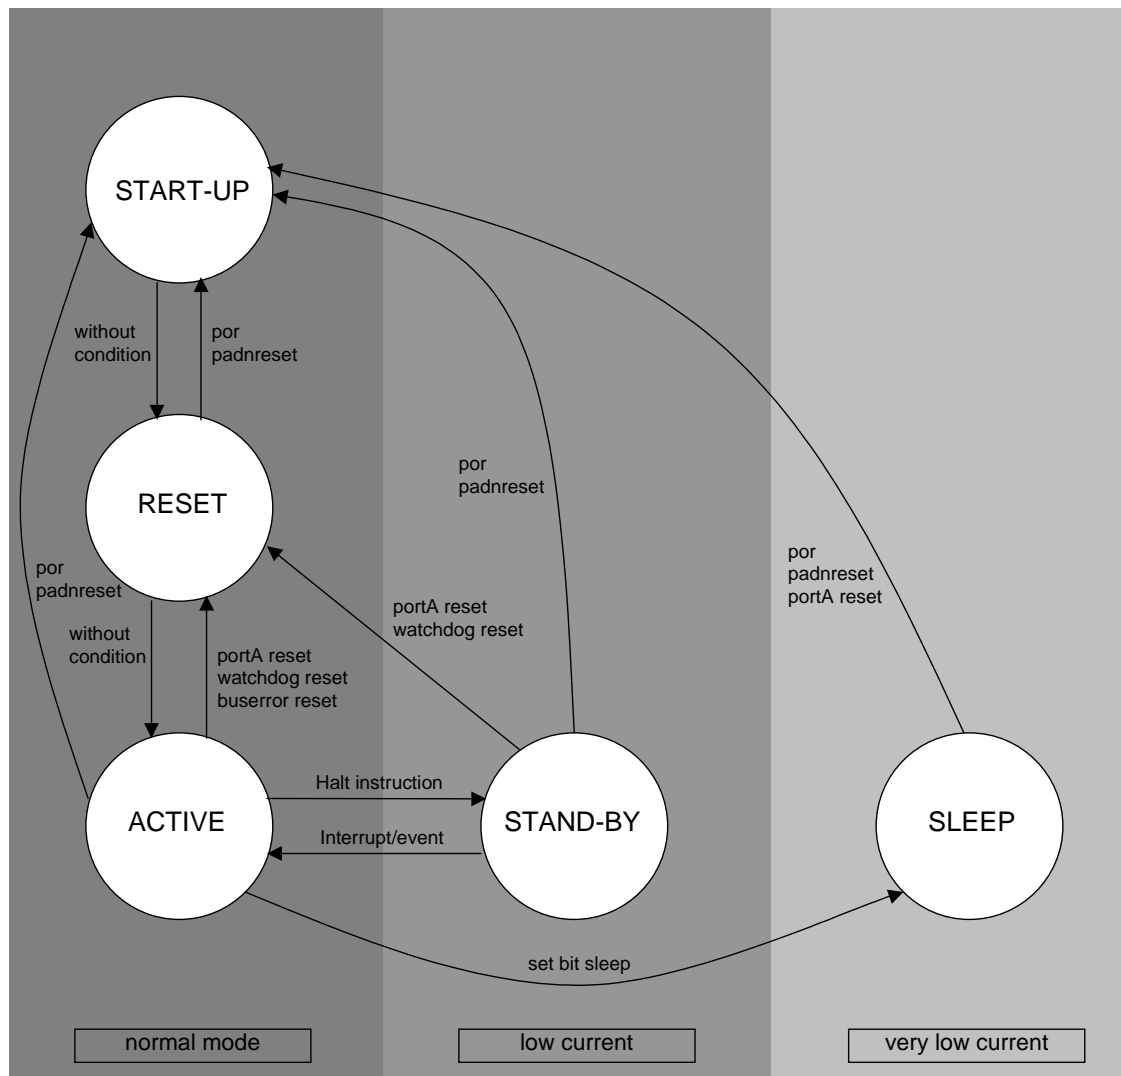 START-UP
without
condition
por
padnreset
RESET
por
padnreset
por
padnreset
por
padnreset
portA reset
without
condition
portA reset
watchdog reset
buserror reset
portA reset
watchdog reset
ACTIVE
Halt instruction
Interrupt/event
STAND-BY
SLEEP
set bit sleep
normal mode
low current
very low current